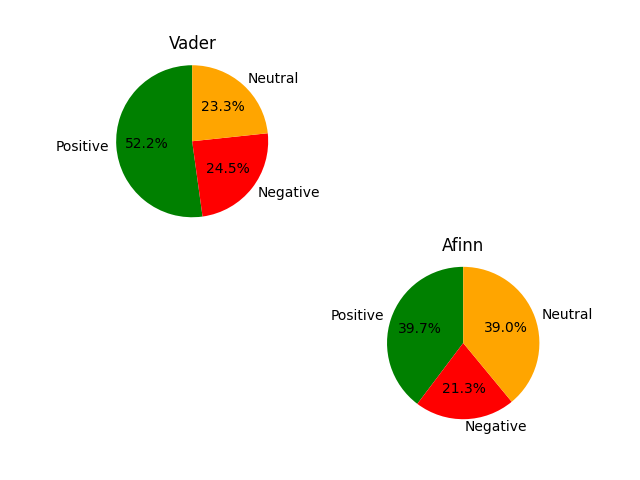 Vader
Neutral
23.3%
Positive
52.2%
24.5%
Negative
Afinn
Positive
39.7%
39.0%
Neutral
21.3%
Negative